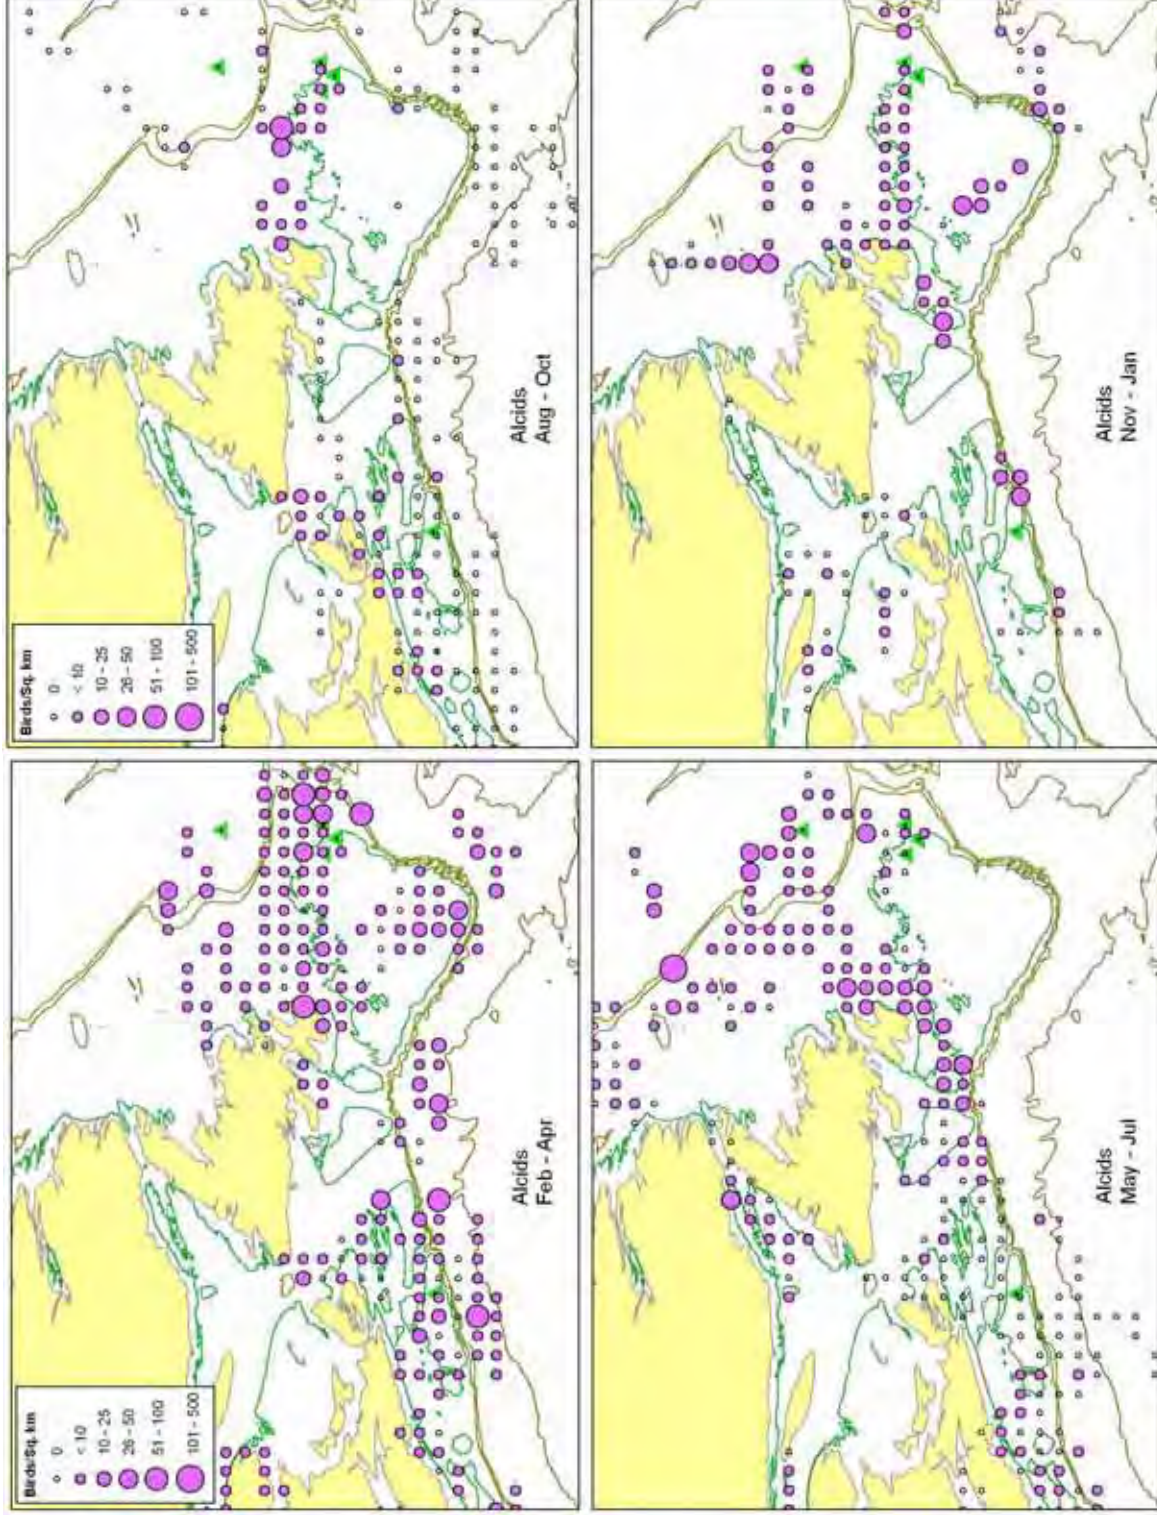 Birds/Sq. km
0
< 10
10 - 25
26 - 50
51 - 100
101 - 500
Alcids
Feb - Apr
Birds/Sq. km
0
< 10
10 - 25
26 - 50
51 - 100
101 - 500
Alcids
Aug - Oct
Alcids
May - Jul
Alcids
Nov - Jan